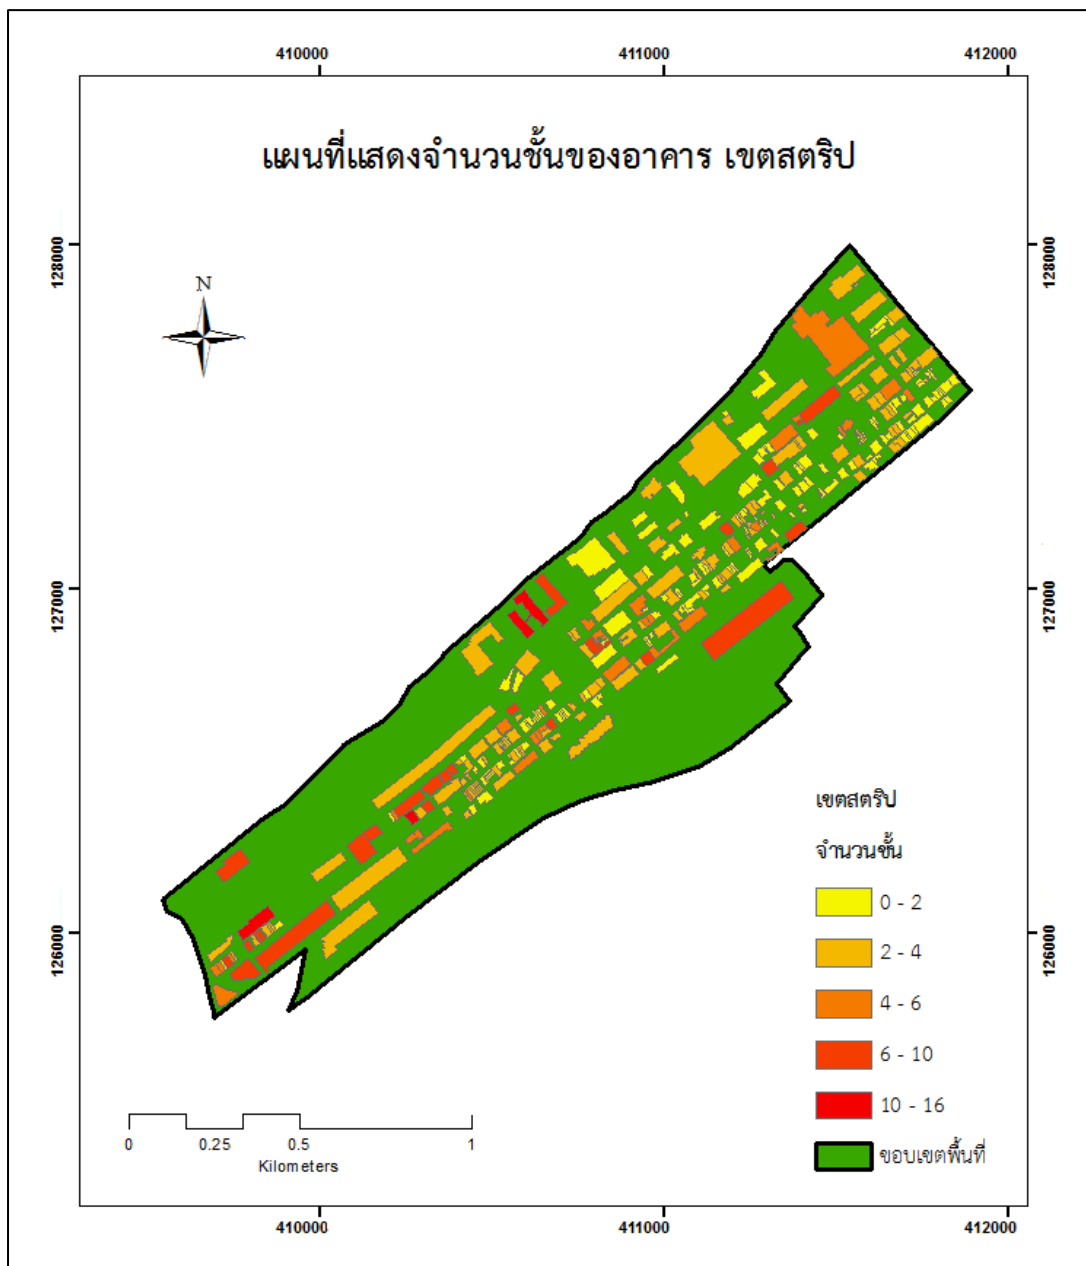 410000 411000 412000
แผนที่แสดงจำนวนชั้นของอาคาร เขตสตริป
128000 128000
N
127000 127000
เขตสตริป
จำนวนชั้น
0 - 2
2 - 4
126000 126000
4 - 6
6 - 10
10 - 16
0 0.25 0.5 1
Kilometers
ขอบเขตพื้นที่
410000 411000 412000